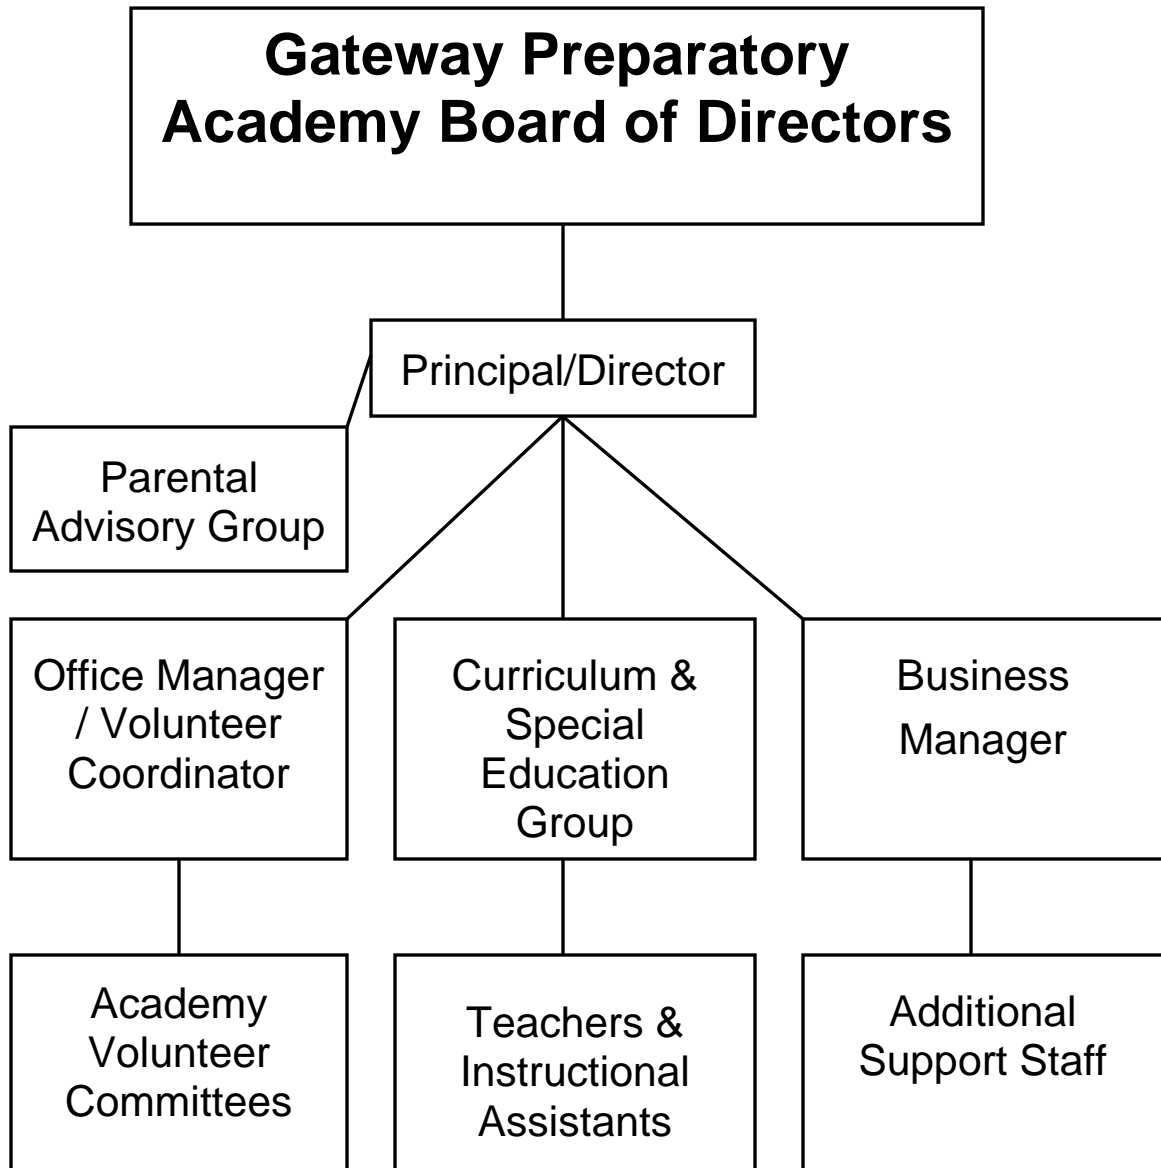 Gateway Preparatory
Academy Board of Directors
Principal/Director
Parental
Advisory Group
Office Manager
/ Volunteer
Coordinator
Curriculum &
Special
Education
Group
Business
Manager
Academy
Volunteer
Committees
Teachers &
Instructional
Assistants
Additional
Support Staff